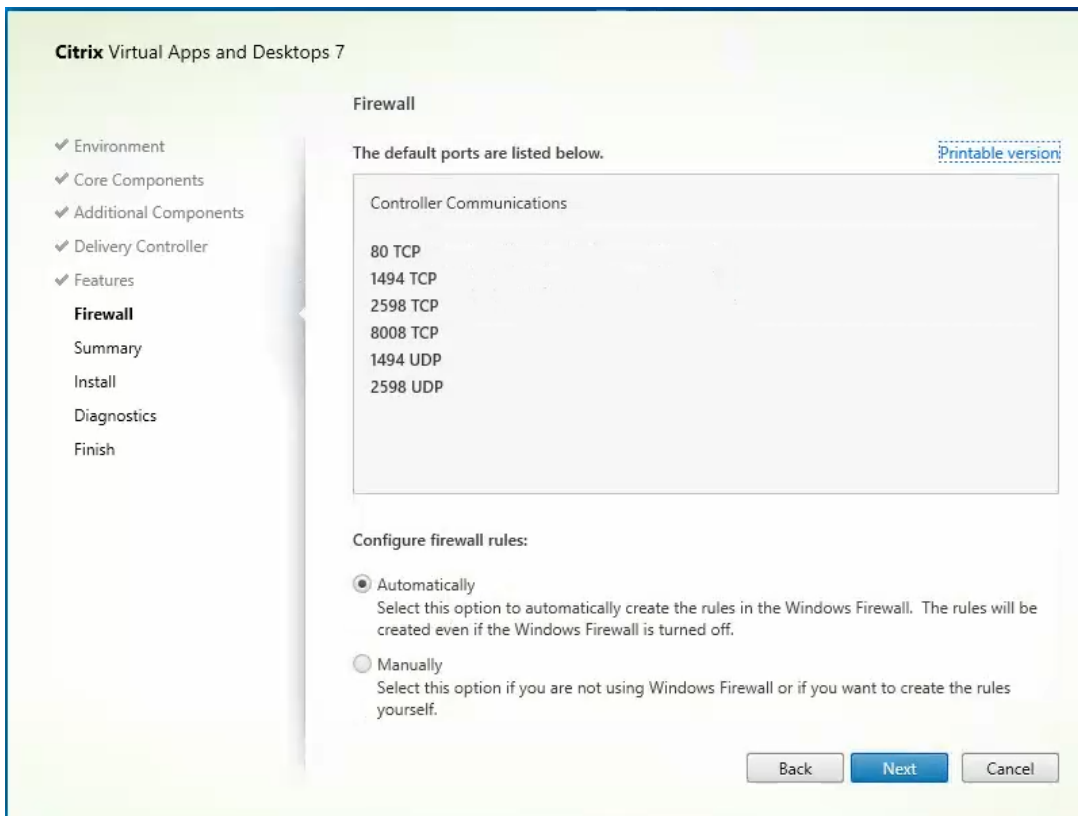 Citrix Virtual Apps and Desktops 7
Environment
Core Components
Additional Components
Delivery Controller
Features
Firewall
Summary
Install
Diagnostics
Finish
Firewall
The default ports are listed below.
Printable version
Controller Communications
80 TCP
1494 TCP
2598 TCP
8008 TCP
1494 UDP
2598 UDP
Configure firewall rules:
Automatically
Select this option to automatically create the rules in the Windows Firewall. The rules will be
created even if the Windows Firewall is turned off.
Manually
Select this option if you are not using Windows Firewall or if you want to create the rules
yourself.
Back
Next
Cancel